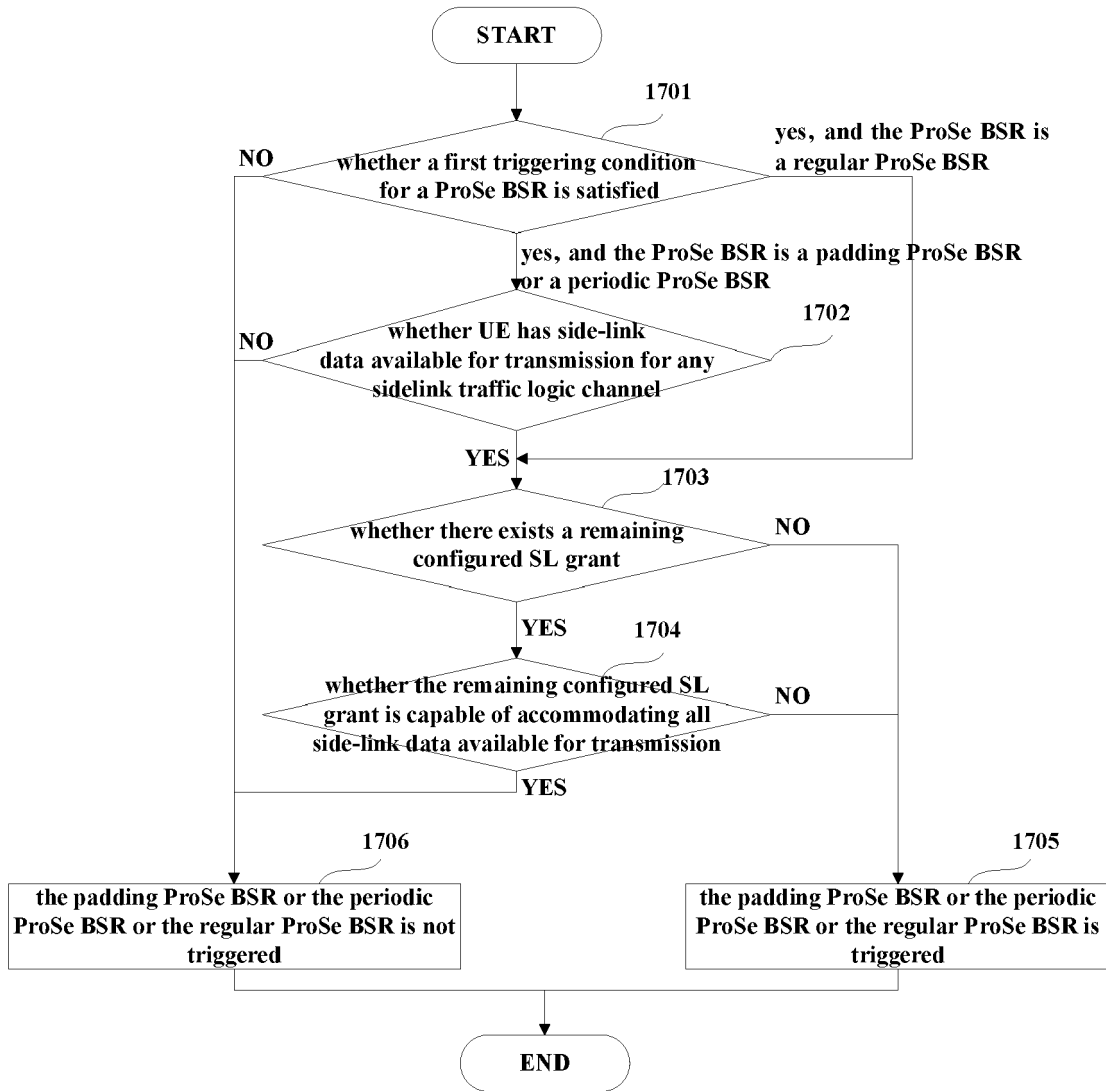 START
1701
NO
whether a first triggering condition
for a ProSe BSR is satisfied
yes, and the ProSe BSR is
a regular ProSe BSR
yes, and the ProSe BSR is a padding ProSe BSR
or a periodic ProSe BSR
NO
whether UE has side-link
data available for transmission for any
sidelink traffic logic channel
1702
YES
1703
whether there exists a remaining
configured SL grant
NO
YES
1704
whether the remaining configured SL
grant is capable of accommodating all
side-link data available for transmission
NO
YES
1706
the padding ProSe BSR or the periodic
ProSe BSR or the regular ProSe BSR is not
triggered
1705
the padding ProSe BSR or the periodic
ProSe BSR or the regular ProSe BSR is
triggered
END